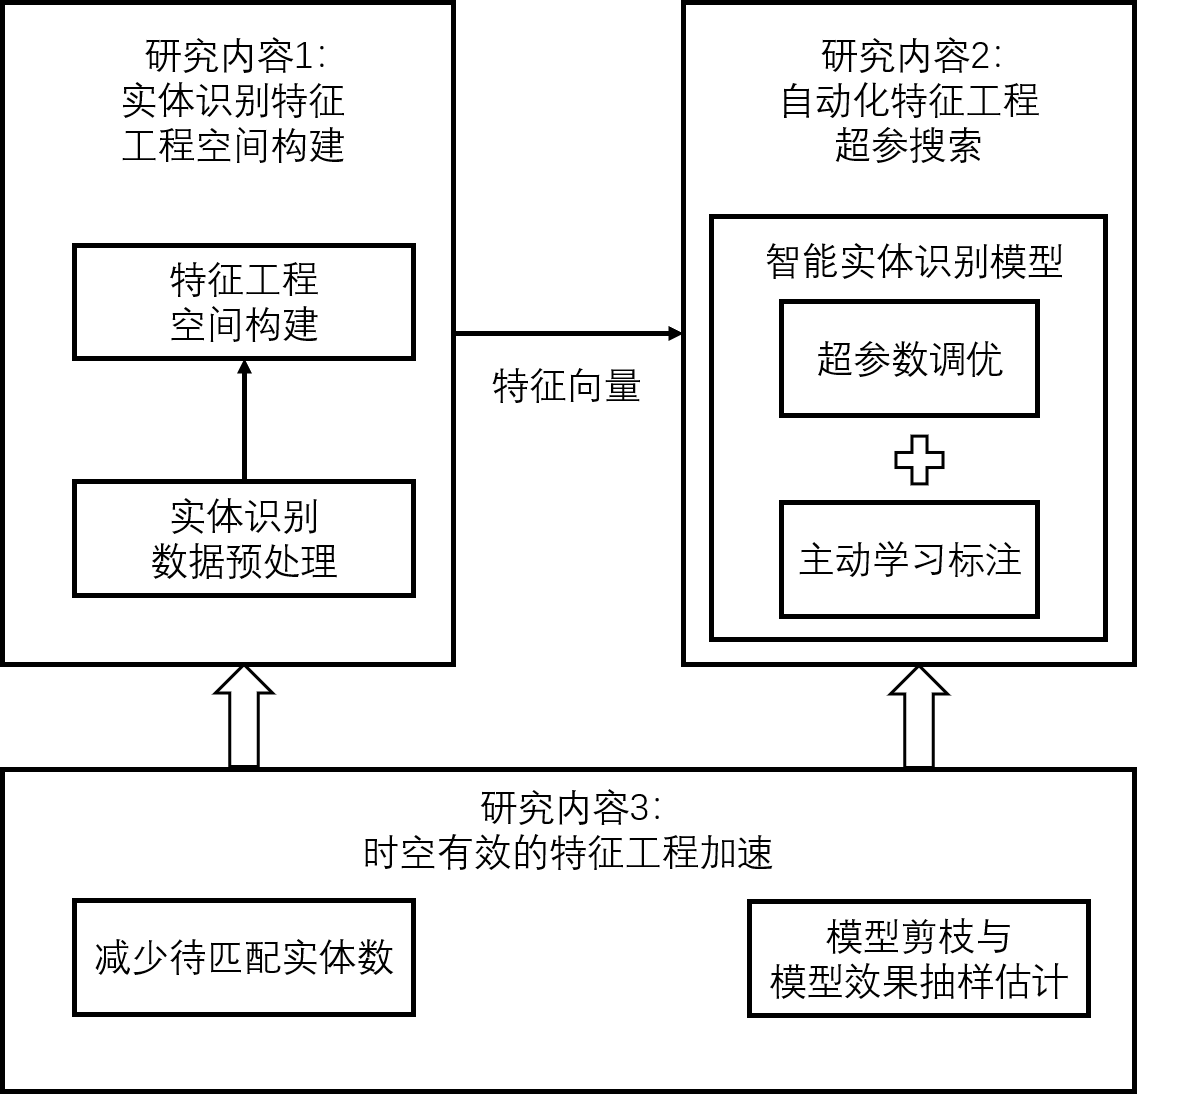 研究内容1：
实体识别特征
工程空间构建
特征工程
空间构建
实体识别
数据预处理
特征向量
研究内容2：
自动化特征工程
超参搜索
智能实体识别模型
超参数调优
主动学习标注
研究内容3：
时空有效的特征工程加速
减少待匹配实体数
模型剪枝与
模型效果抽样估计